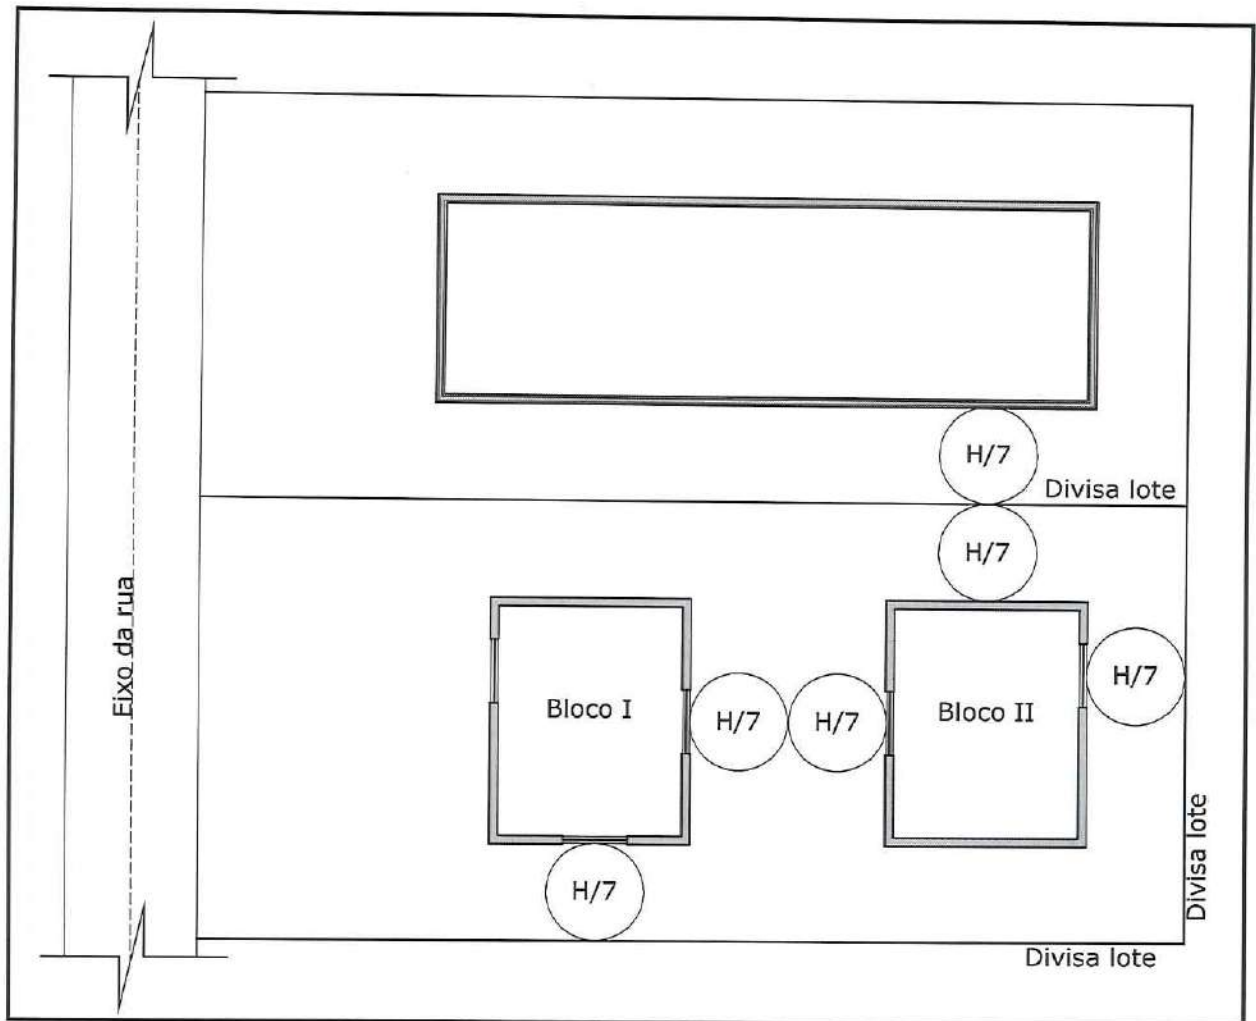 H/7
Divisa lote
H/7
Eixo da rua
Bloco I
H/7
H/7
Bloco II
H/7
H/7
Divisa lote
Divisa lote